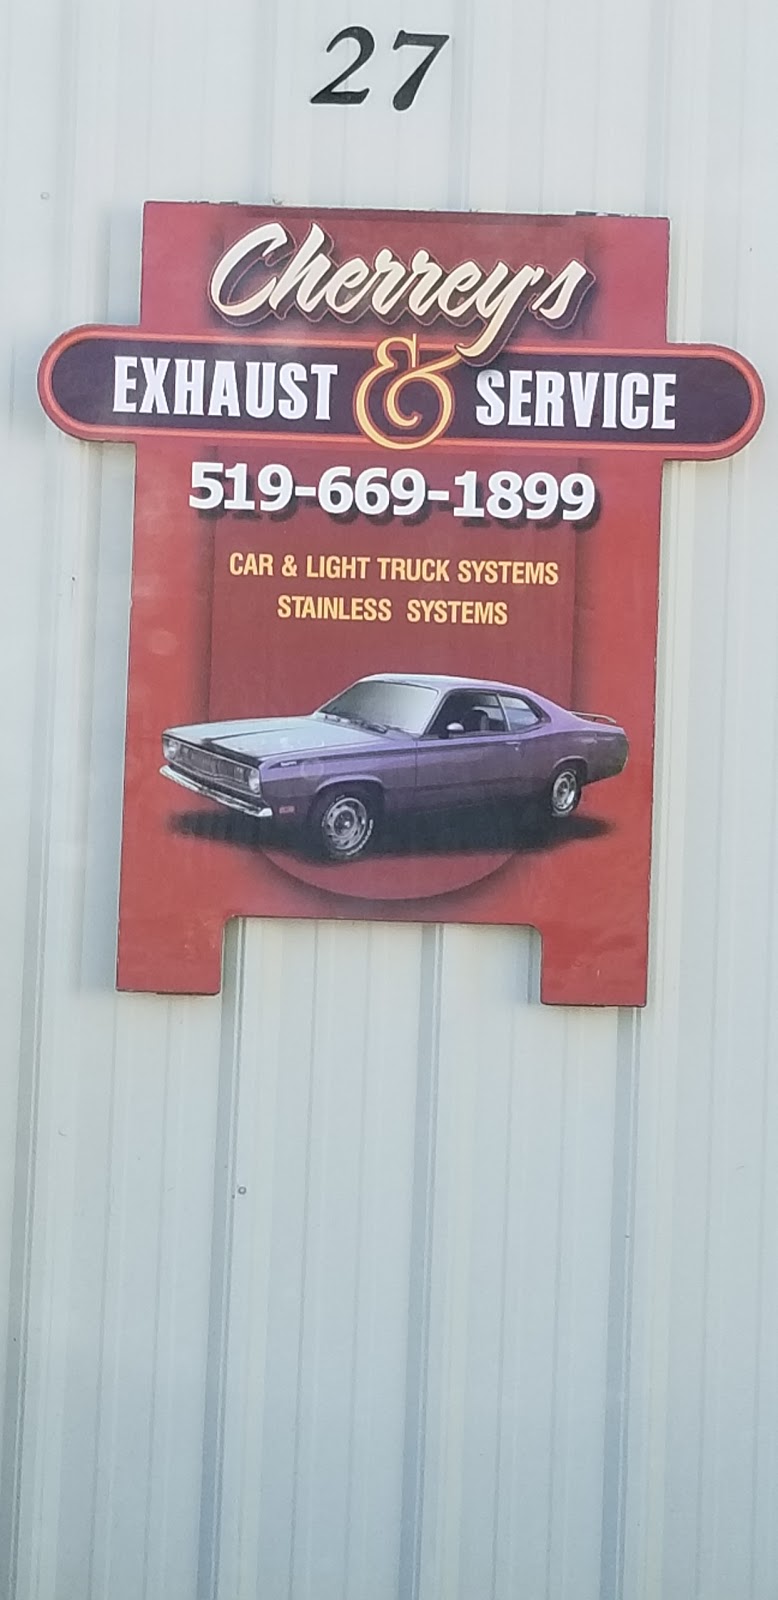 27
Cherrey's
EXHAUST & SERVICE
519-669-1899
CAR & LIGHT TRUCK SYSTEMS
STAINLESS SYSTEMS